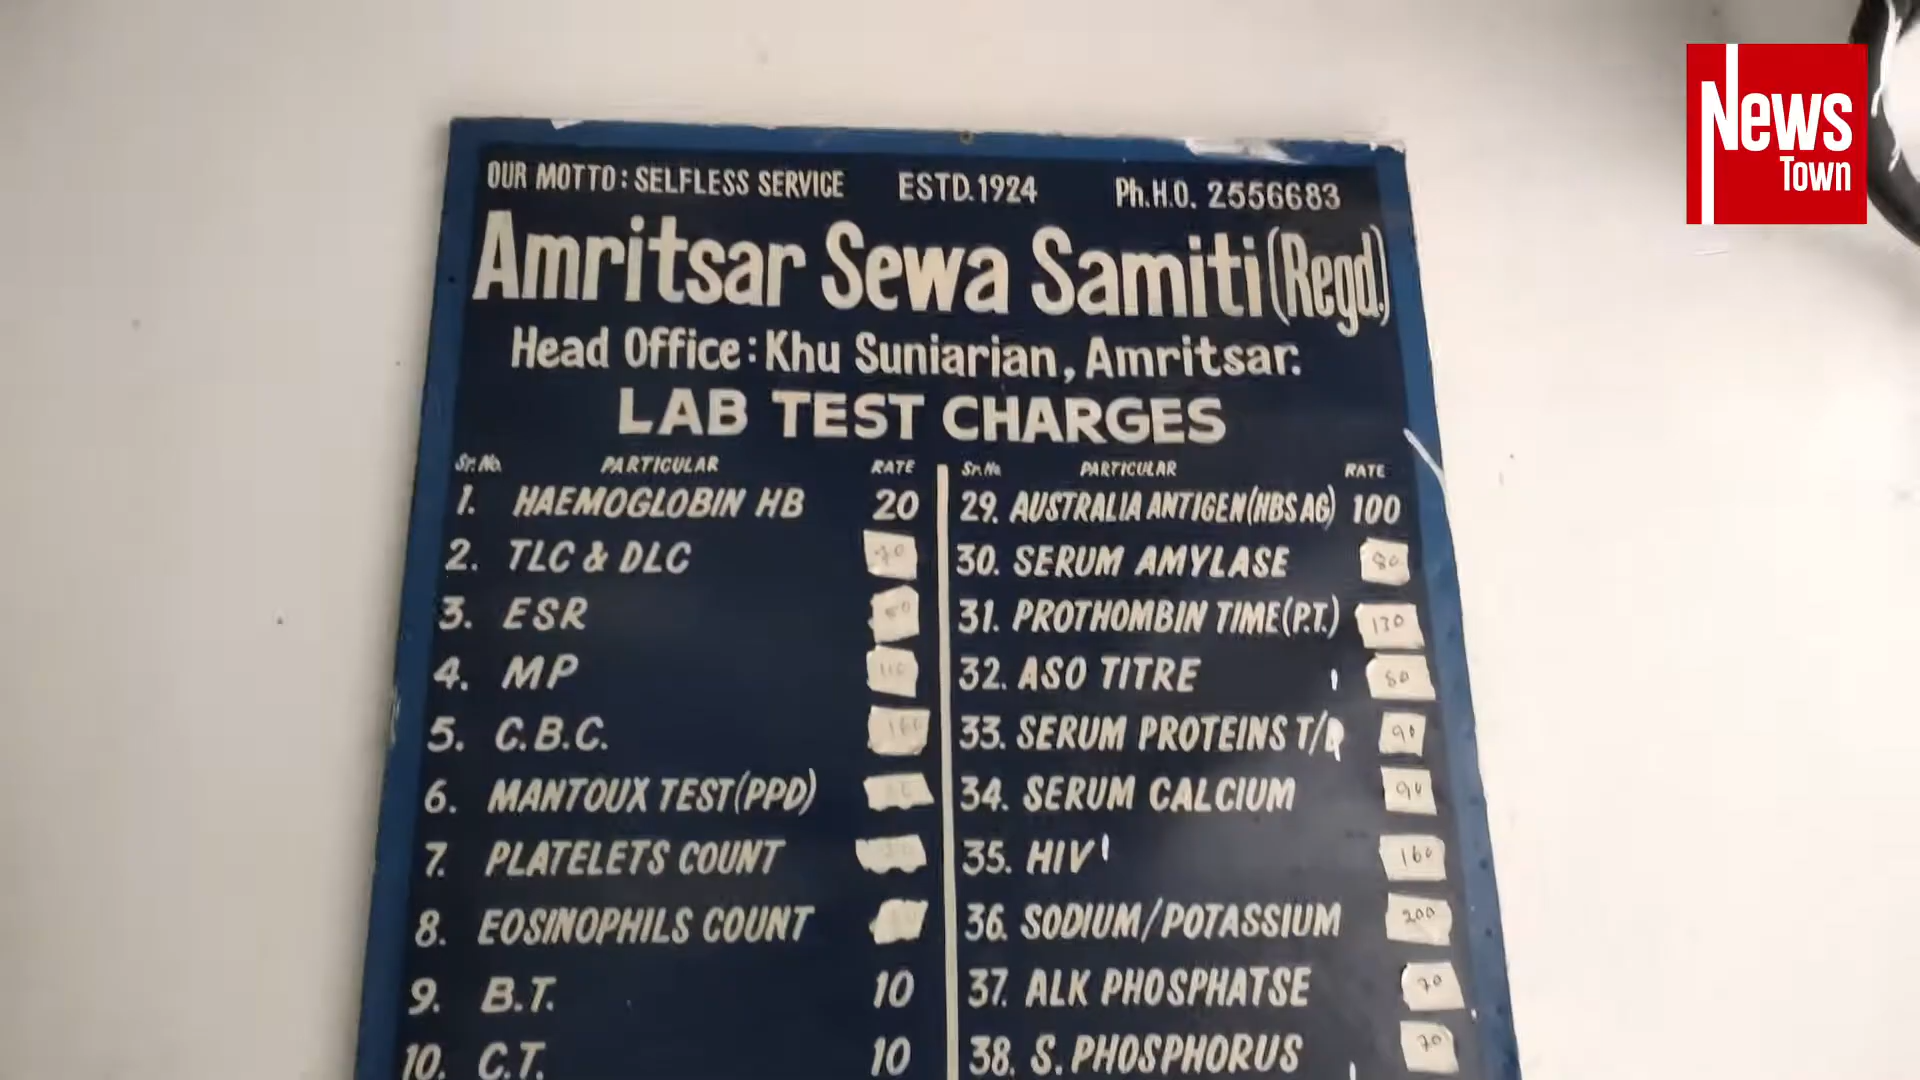 News
Town
OUR MOTTO: SELFLESS SERVICE ESTD.1924 Ph.H.O. 2556683
Amritsar Sewa Samiti (Regd.)
Head Office: Khu Suniarian, Amritsar.
LAB TEST CHARGES
Sr. No. PARTICULAR RATE
1. HAEMOGLOBIN HB 20
2. TLC & DLC
3. ESR
4. MP
5. C.B.C.
6. MANTOUX TEST (PPD)
7. PLATELETS COUNT
8. EOSINOPHILS COUNT
9. B.T. 10
10. C.T. 10
Sr. No. PARTICULAR RATE
29. AUSTRALIA ANTIGEN (HBS AG) 100
30. SERUM AMYLASE 80
31. PROTHOMBIN TIME (P.T.) 130
32. ASO TITRE 80
33. SERUM PROTEINS 90
34. SERUM CALCIUM 90
35. HIV 160
36. SODIUM/POTASSIUM 200
37. ALK PHOSPHATSE 70
38. S. PHOSPHORUS 70